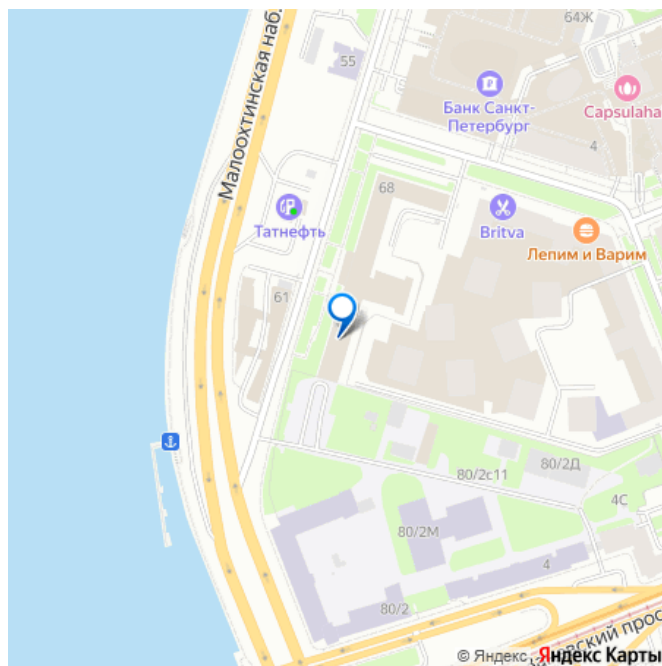 64Ж
55
Малоохтинская наб.
Банк Санкт-
Петербург
Capsulaha
4
68
Татнефть
Britva
Лепим и Варим
61
80/2с11
80/2Д
4С
80/2М
4
80/2
© Яндекс Яндекс Карты